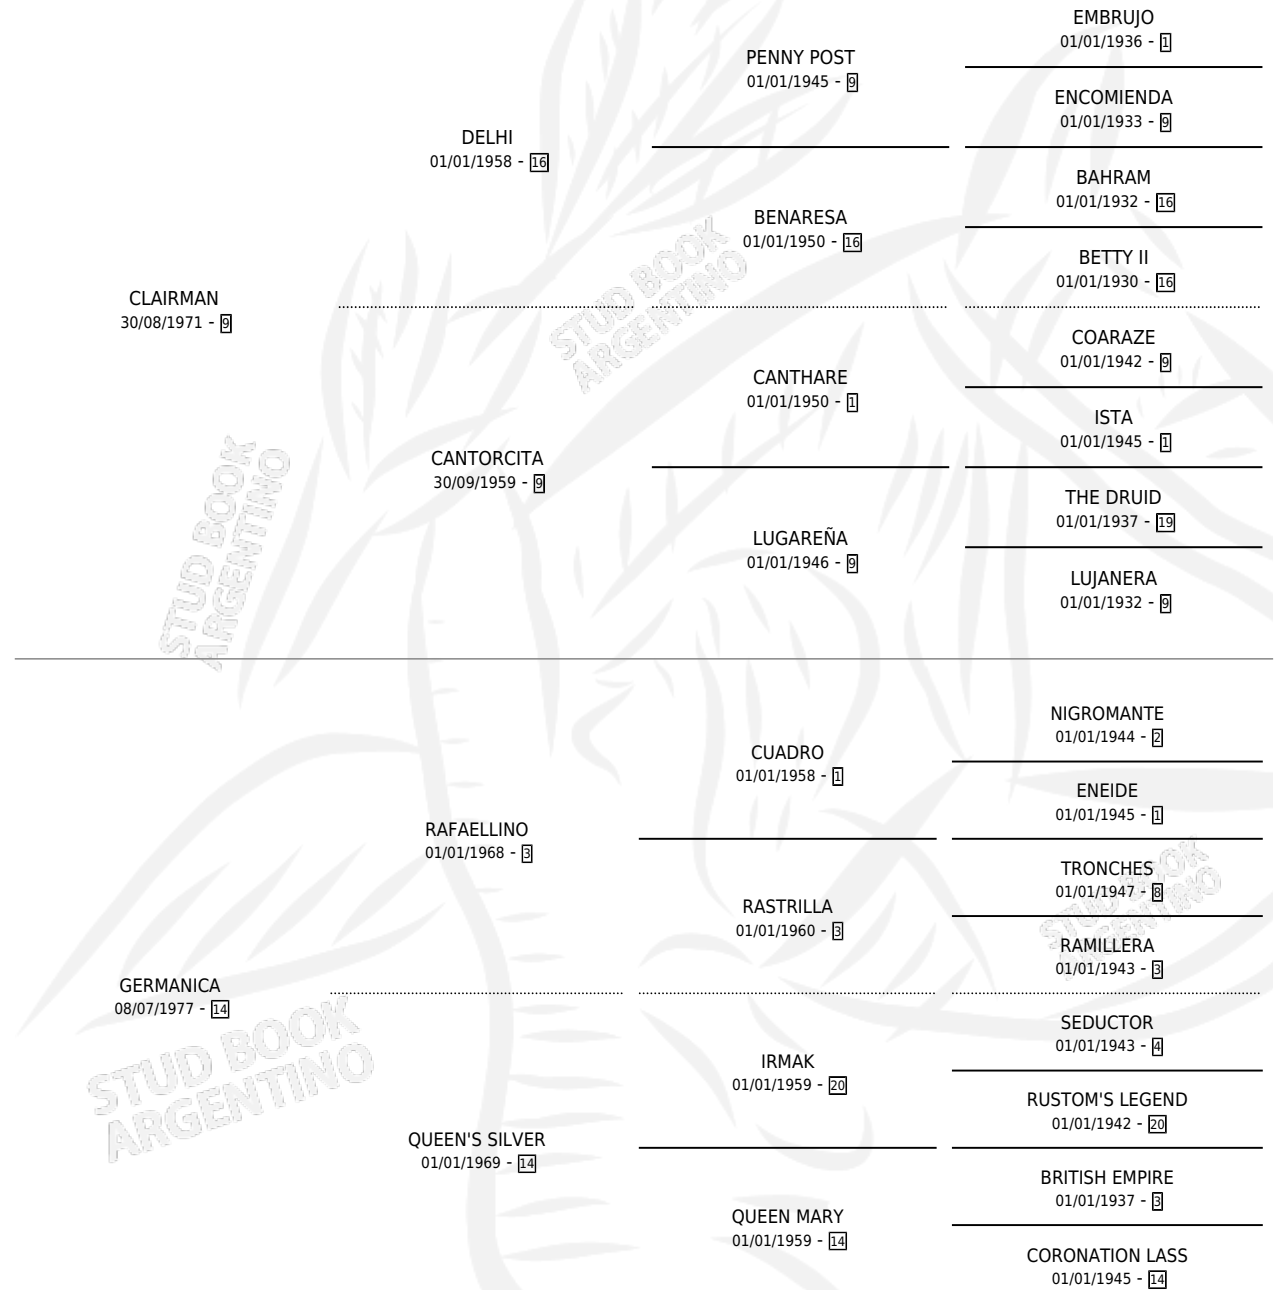 EMBRUJO
01/01/1936 - 1
PENNY POST
01/01/1945 - 9
ENCOMIENDA
01/01/1933 - 9
DELHI
01/01/1958 - 16
BAHRAM
01/01/1932 - 16
BENARESA
01/01/1950 - 16
BETTY II
01/01/1930 - 16
CLAIRMAN
30/08/1971 - 9
COARAZE
01/01/1942 - 9
CANTHARE
01/01/1950 - 1
ISTA
01/01/1945 - 1
CANTORCITA
30/09/1959 - 9
THE DRUID
01/01/1937 - 19
LUGAREÑA
01/01/1946 - 9
LUJANERA
01/01/1932 - 9
STUD BOOK
ARGENTINO
STUD BOOK
ARGENTINO
NIGROMANTE
01/01/1944 - 2
CUADRO
01/01/1958 - 1
ENEIDE
01/01/1945 - 1
RAFAELLINO
01/01/1968 - 3
TRONCHES
01/01/1947 - 8
RASTRILLA
01/01/1960 - 3
RAMILLERA
01/01/1943 - 3
GERMANICA
08/07/1977 - 14
SEDUCTOR
01/01/1943 - 4
IRMAK
01/01/1959 - 20
RUSTOM'S LEGEND
01/01/1942 - 20
QUEEN'S SILVER
01/01/1969 - 14
BRITISH EMPIRE
01/01/1937 - 3
QUEEN MARY
01/01/1959 - 14
CORONATION LASS
01/01/1945 - 14
STUD BOOK
ARGENTINO
STUD BOOK
ARGENTINO